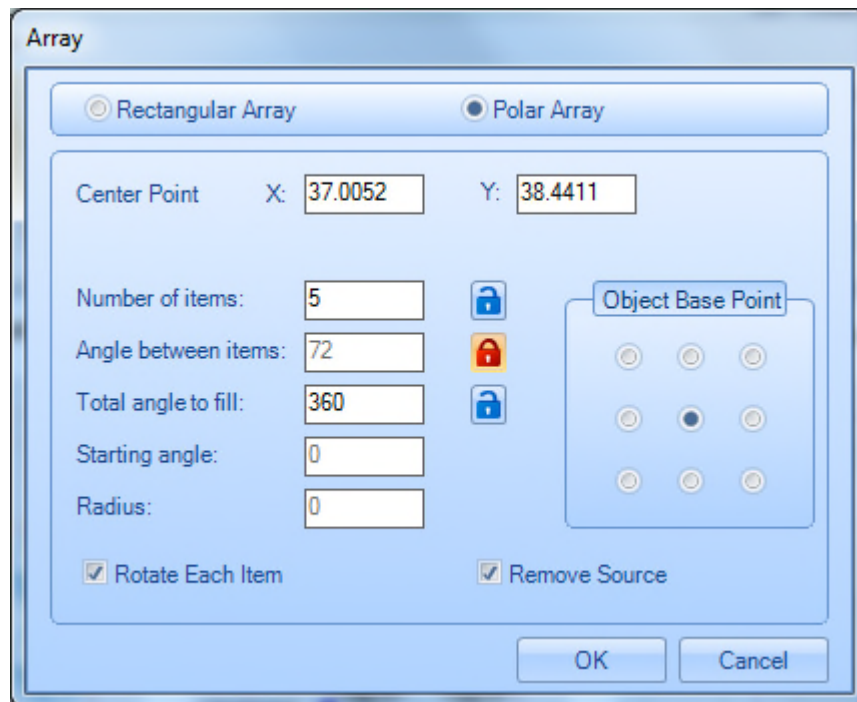 Array
Rectangular Array Polar Array
Center Point X: 37.0052 Y: 38.4411
Number of items: 5 Object Base Point
Angle between items: 72
Total angle to fill: 360
Starting angle: 0
Radius: 0
Rotate Each Item Remove Source
OK Cancel